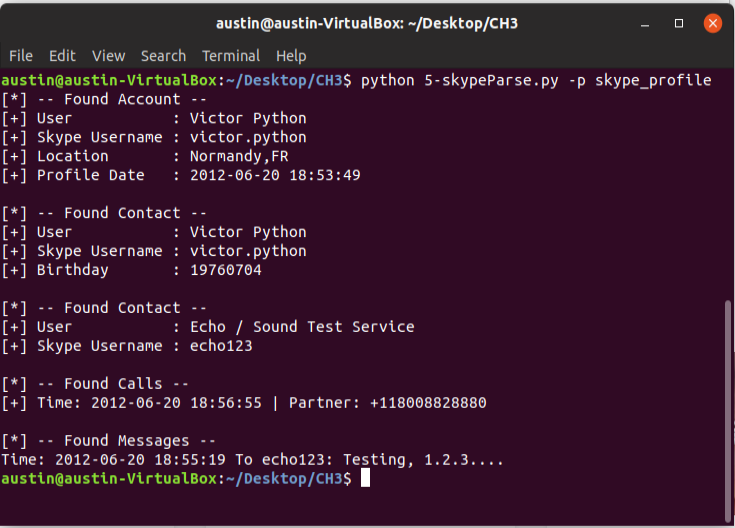 austin@austin-VirtualBox: ~/Desktop/CH3
File Edit View Search Terminal Help
austin@austin-VirtualBox:~/Desktop/CH3$ python 5-skypeParse.py -p skype_profile
[*] -- Found Account --
[+] User           : Victor Python
[+] Skype Username : victor.python
[+] Location       : Normandy,FR
[+] Profile Date   : 2012-06-20 18:53:49
[*] -- Found Contact --
[+] User           : Victor Python
[+] Skype Username : victor.python
[+] Birthday       : 19760704
[*] -- Found Contact --
[+] User           : Echo / Sound Test Service
[+] Skype Username : echo123
[*] -- Found Calls --
[+] Time: 2012-06-20 18:56:55 | Partner: +118008828880
[*] -- Found Messages --
Time: 2012-06-20 18:55:19 To echo123: Testing, 1.2.3....
austin@austin-VirtualBox:~/Desktop/CH3$